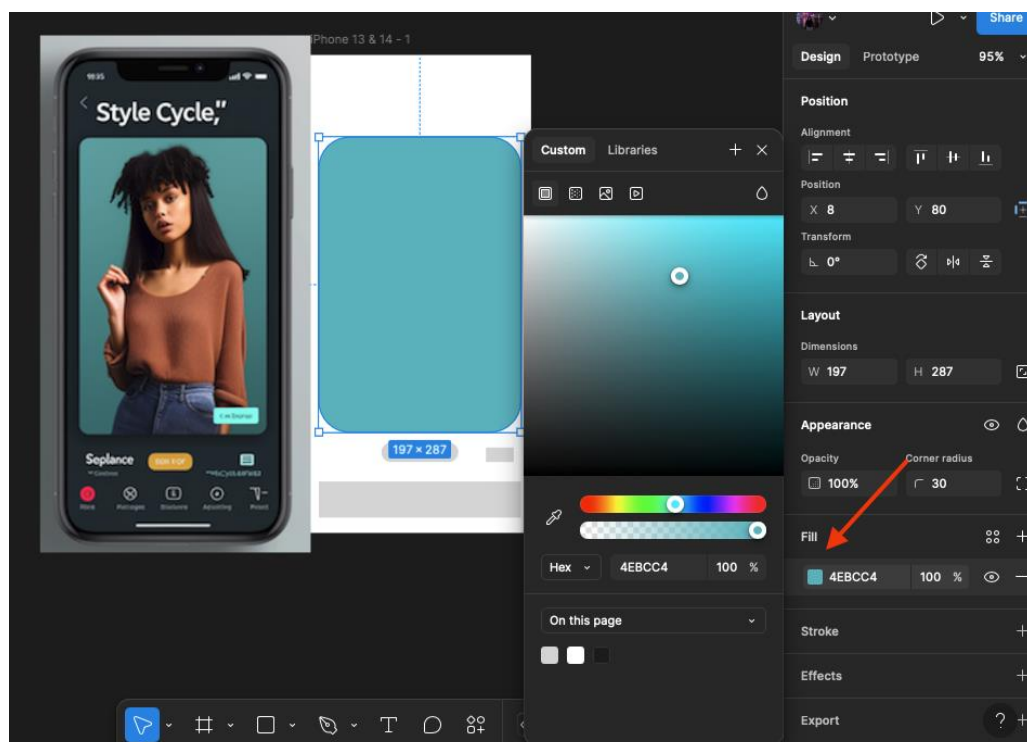 iPhone 13 & 14 - 1
Share
Design Prototype 95%
Position
Alignment
Position
X 8 Y 80
Transform
0°
Layout
Dimensions
W 197 H 287
Appearance
Opacity Corner radius
100% 30
Fill
4EBCC4 100 %
Stroke
Effects
Export
?
Custom Libraries
Hex 4EBCC4 100 %
On this page
197 × 287
Style Cycle,"
Seplance